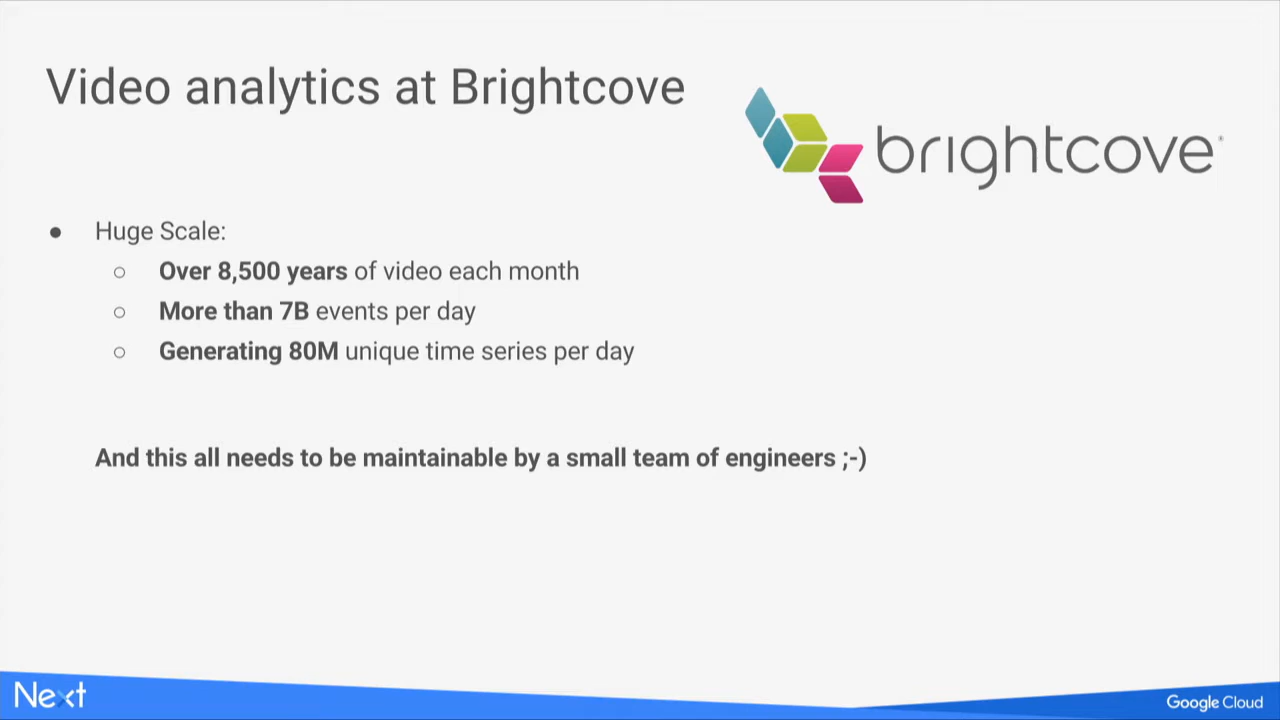 Video analytics at Brightcove
brightcove
● Huge Scale:
○ Over 8,500 years of video each month
○ More than 7B events per day
○ Generating 80M unique time series per day
And this all needs to be maintainable by a small team of engineers ;-)
Next
Google Cloud